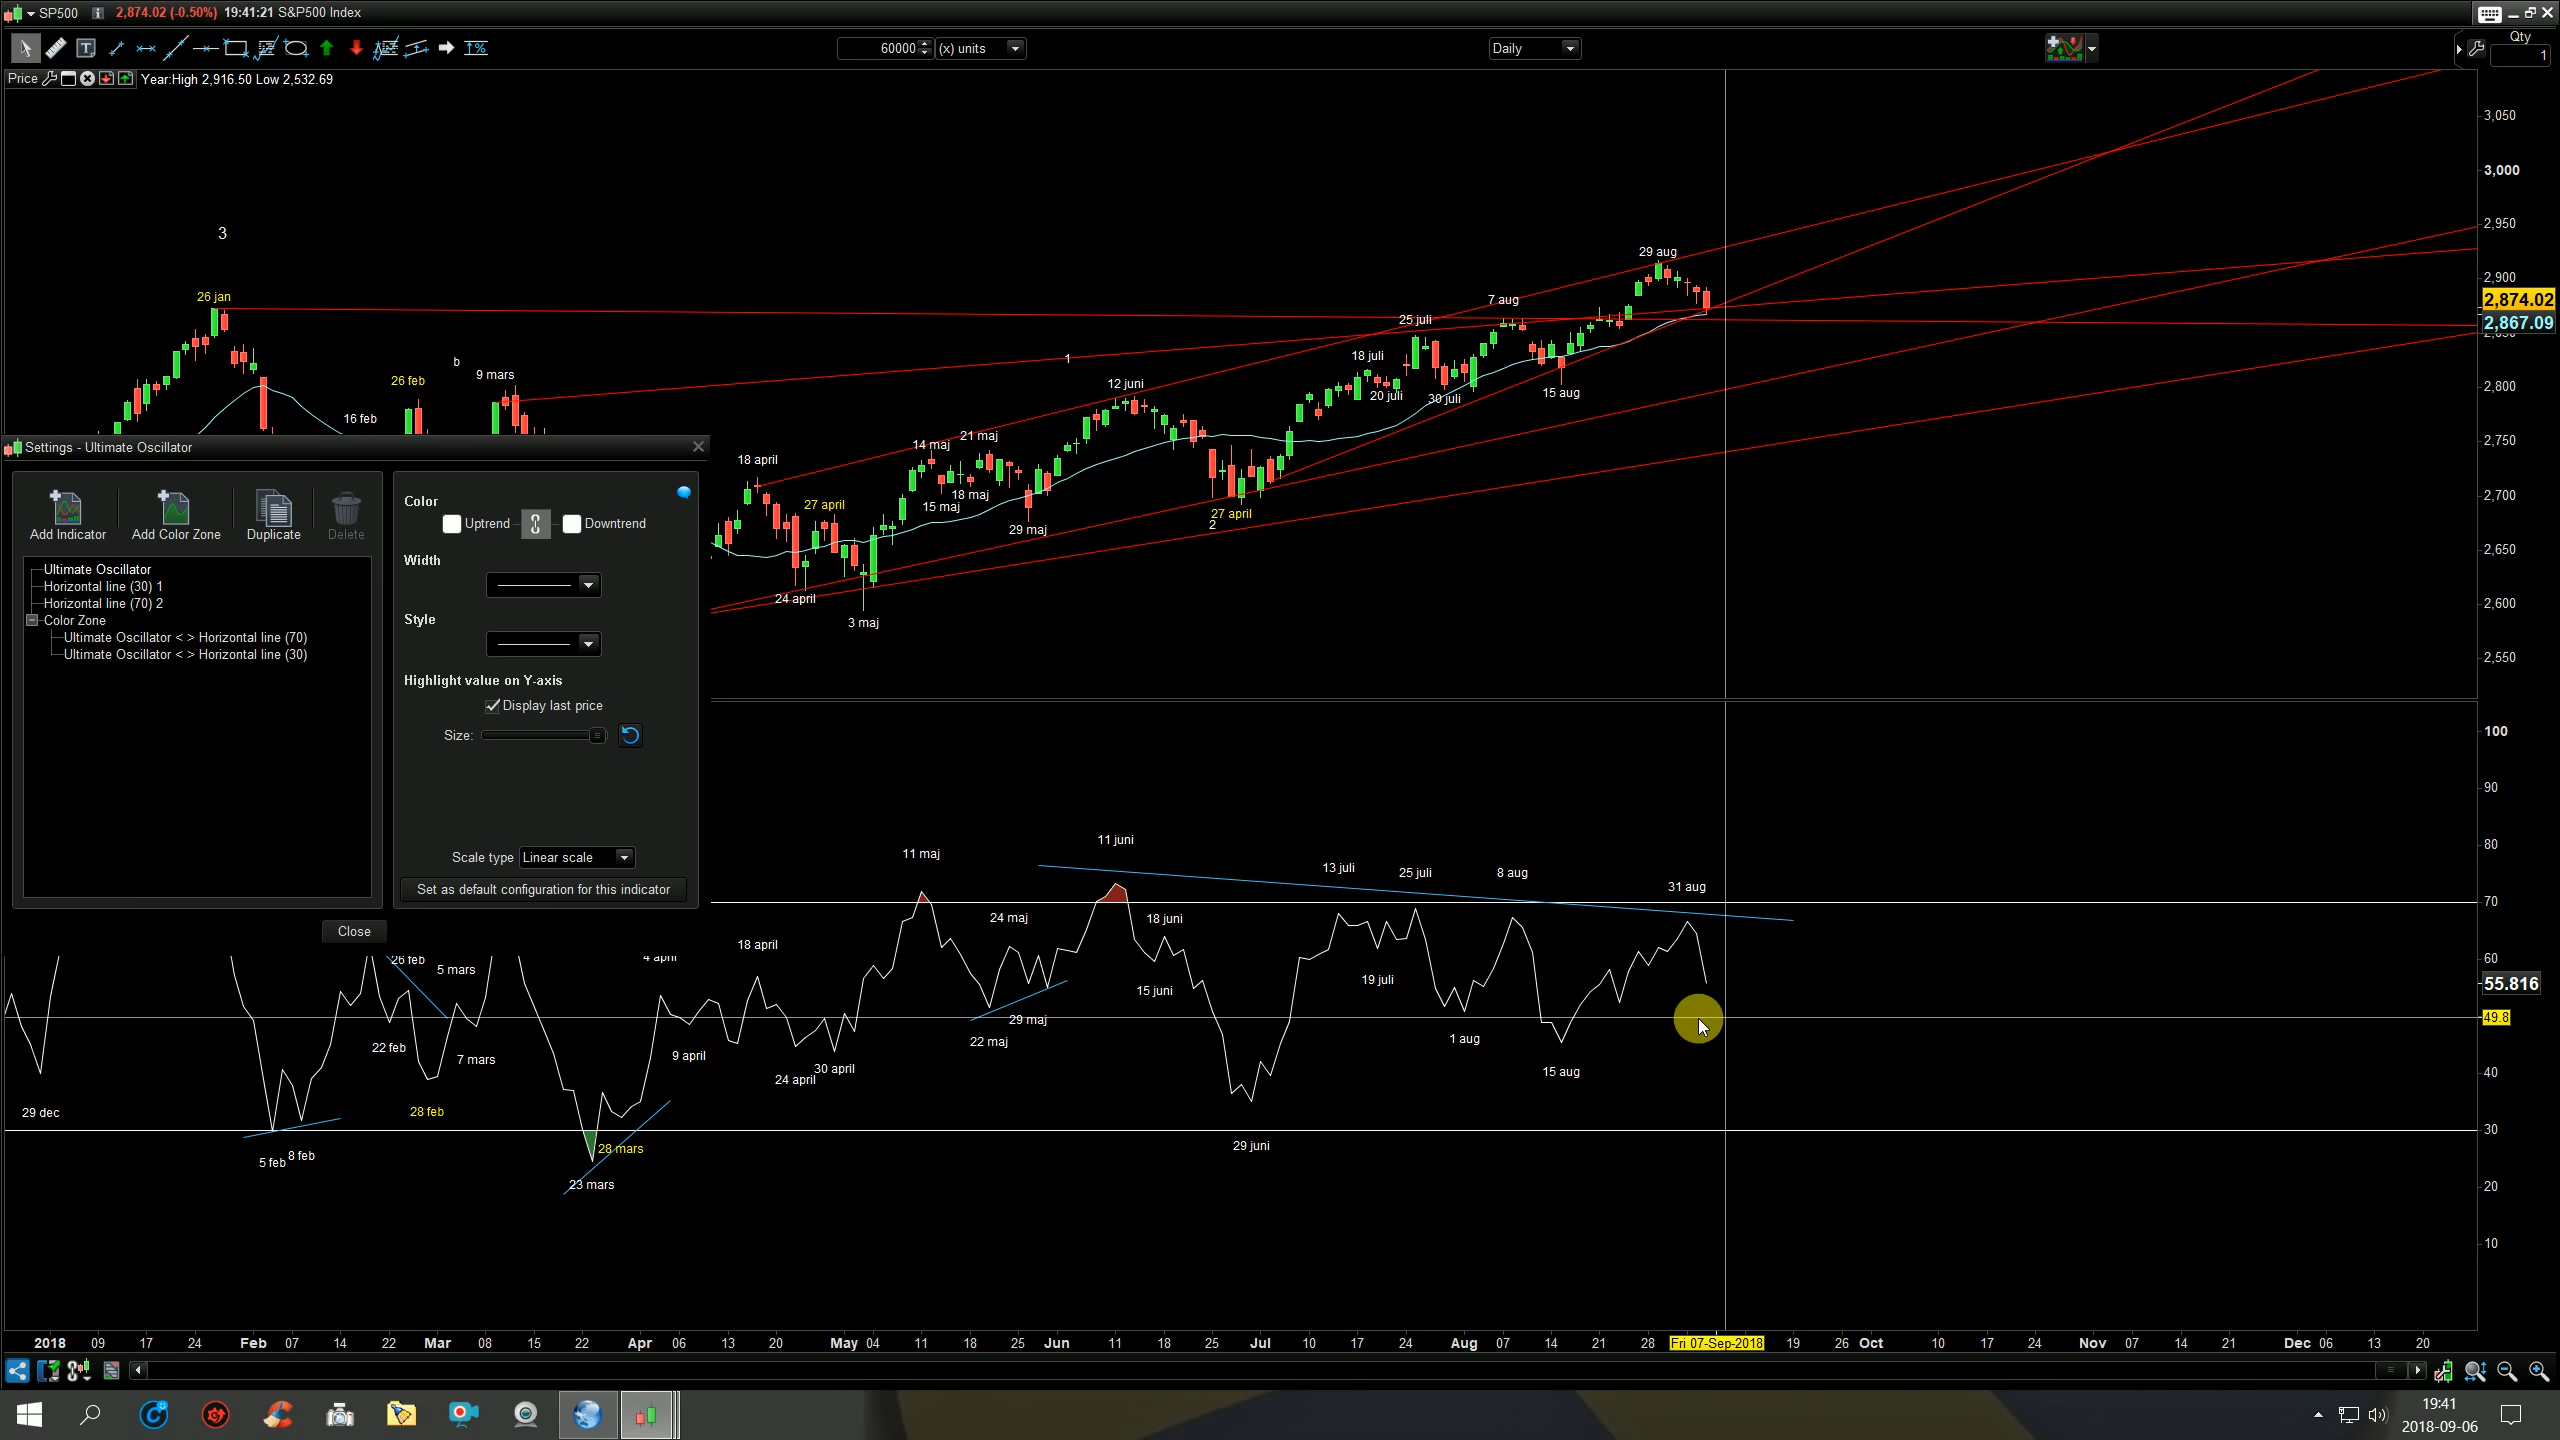 SP500 2,874.02 (-0.50%) 19:41:21 S&P500 Index
60000 (x) units Daily Qty
1
Price Year:High 2,916.50 Low 2,532.69
3,050
3,000
2,950
2,900
2,874.02
2,867.09
2,800
2,750
2,700
2,650
2,600
2,550
3
26 jan
b
26 feb
9 mars
16 feb
1
29 aug
7 aug
25 juli
18 juli
20 juli
30 juli
15 aug
12 juni
14 maj
21 maj
18 april
15 maj
18 maj
27 april
29 maj
27 april
2
24 april
3 maj
Settings - Ultimate Oscillator
Add Indicator
Add Color Zone
Duplicate
Delete
Ultimate Oscillator
Horizontal line (30) 1
Horizontal line (70) 2
Color Zone
Ultimate Oscillator < > Horizontal line (70)
Ultimate Oscillator < > Horizontal line (30)
Color
Uptrend
Downtrend
Width
Style
Highlight value on Y-axis
Display last price
Size:
Scale type Linear scale
Set as default configuration for this indicator
Close
100
90
80
70
60
55.816
49.8
40
30
20
10
11 maj
11 juni
13 juli
25 juli
8 aug
31 aug
24 maj
18 juni
18 april
4 april
26 feb
5 mars
19 juli
15 juni
29 maj
22 maj
1 aug
15 aug
22 feb
7 mars
9 april
30 april
24 april
29 dec
28 feb
28 mars
29 juni
5 feb
8 feb
23 mars
2018 09 17 24 Feb 07 14 22 Mar 08 15 22 Apr 06 13 20 May 04 11 18 25 Jun 11 18 25 Jul 10 17 24 Aug 07 14 21 28 Fri 07-Sep-2018 19 26 Oct 10 17 24 Nov 07 14 21 Dec 06 13 20
19:41
2018-09-06